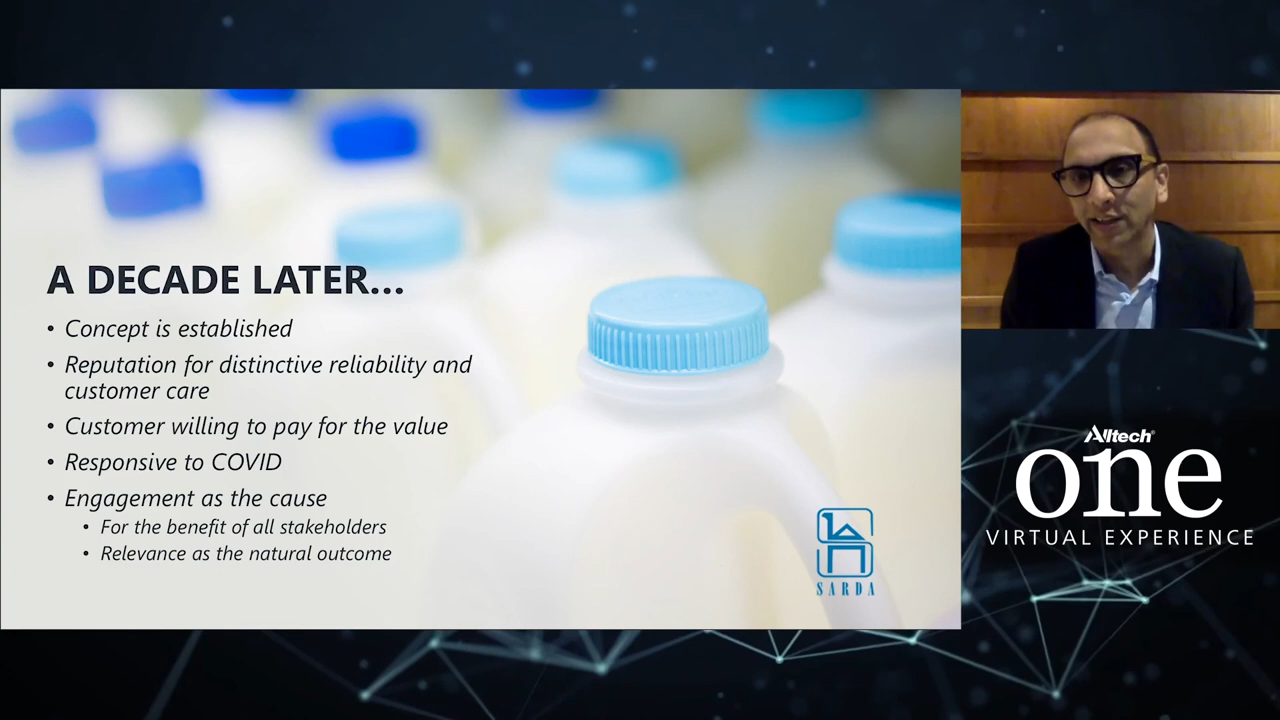 A DECADE LATER...
• Concept is established
• Reputation for distinctive reliability and
customer care
• Customer willing to pay for the value
• Responsive to COVID
• Engagement as the cause
• For the benefit of all stakeholders
• Relevance as the natural outcome
SARDA
Alltech®
one
VIRTUAL EXPERIENCE